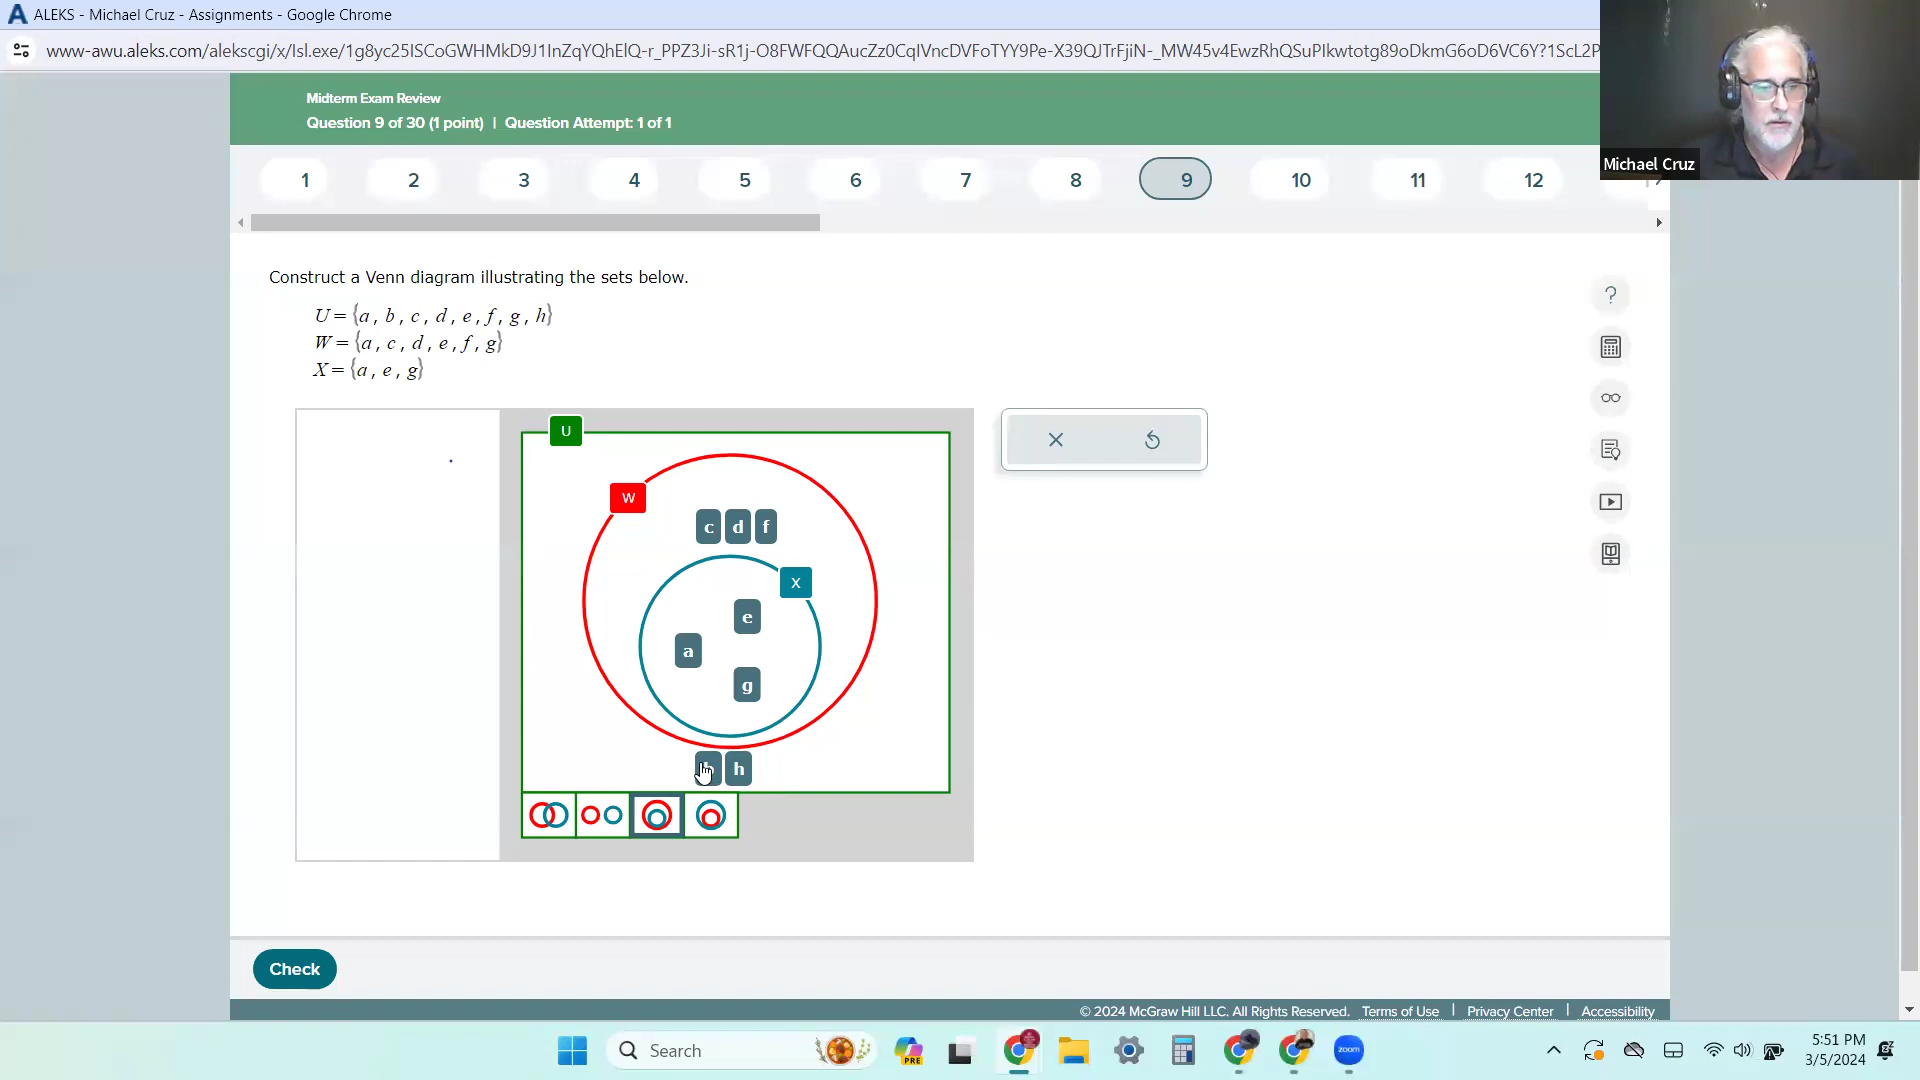 ALEKS - Michael Cruz - Assignments - Google Chrome
www-awu.aleks.com/alekscgi/x/Isl.exe/1g8yc25ISCoGWHMkD9J1InZqYQhElQ-r_PPZ3Ji-sR1j-O8FWFQQAucZz0CqIVncDVFoTYY9Pe-X39QJTrFjiN-_MW45v4EwzRhQSuPIkwtotg89oDkmG6oD6VC6Y?1ScL2P
Midterm Exam Review
Question 9 of 30 (1 point) | Question Attempt: 1 of 1
Michael Cruz
1 2 3 4 5 6 7 8 9 10 11 12
Construct a Venn diagram illustrating the sets below.
U = {a, b, c, d, e, f, g, h}
W = {a, c, d, e, f, g}
X = {a, e, g}
U
W
c d f
X
e
a
g
h
Check
© 2024 McGraw Hill LLC. All Rights Reserved. Terms of Use | Privacy Center | Accessibility
Search
PRE
zoom
5:51 PM
3/5/2024